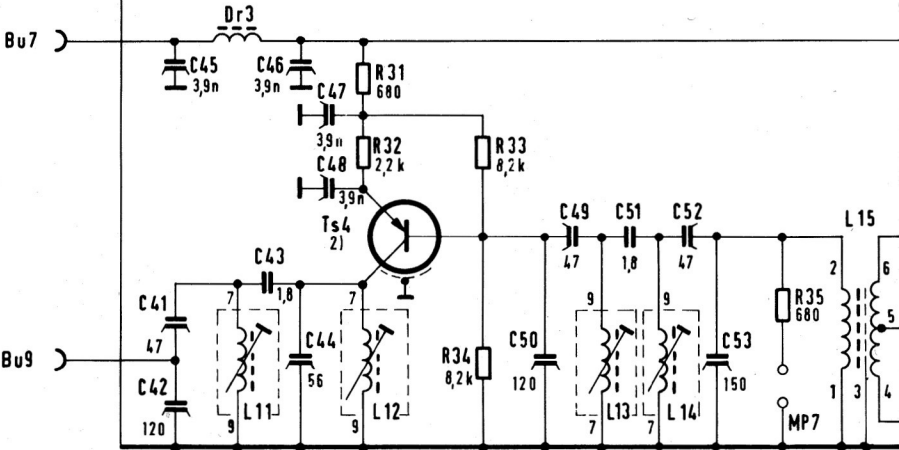 Dr3
Bu7
C45
3,9n
C46
3,9n
R31
680
C47
3,9n
R32
2,2k
R33
8,2k
C48
3,9n
Ts4
2)
C49
47
C51
1,8
C52
47
L15
C43
1,8
7
7
9
9
2
6
C41
47
R35
680
5
Bu9
C44
56
R34
8,2k
C50
120
C53
150
C42
120
L11
L12
L13
L14
1
3
4
9
9
7
7
MP7